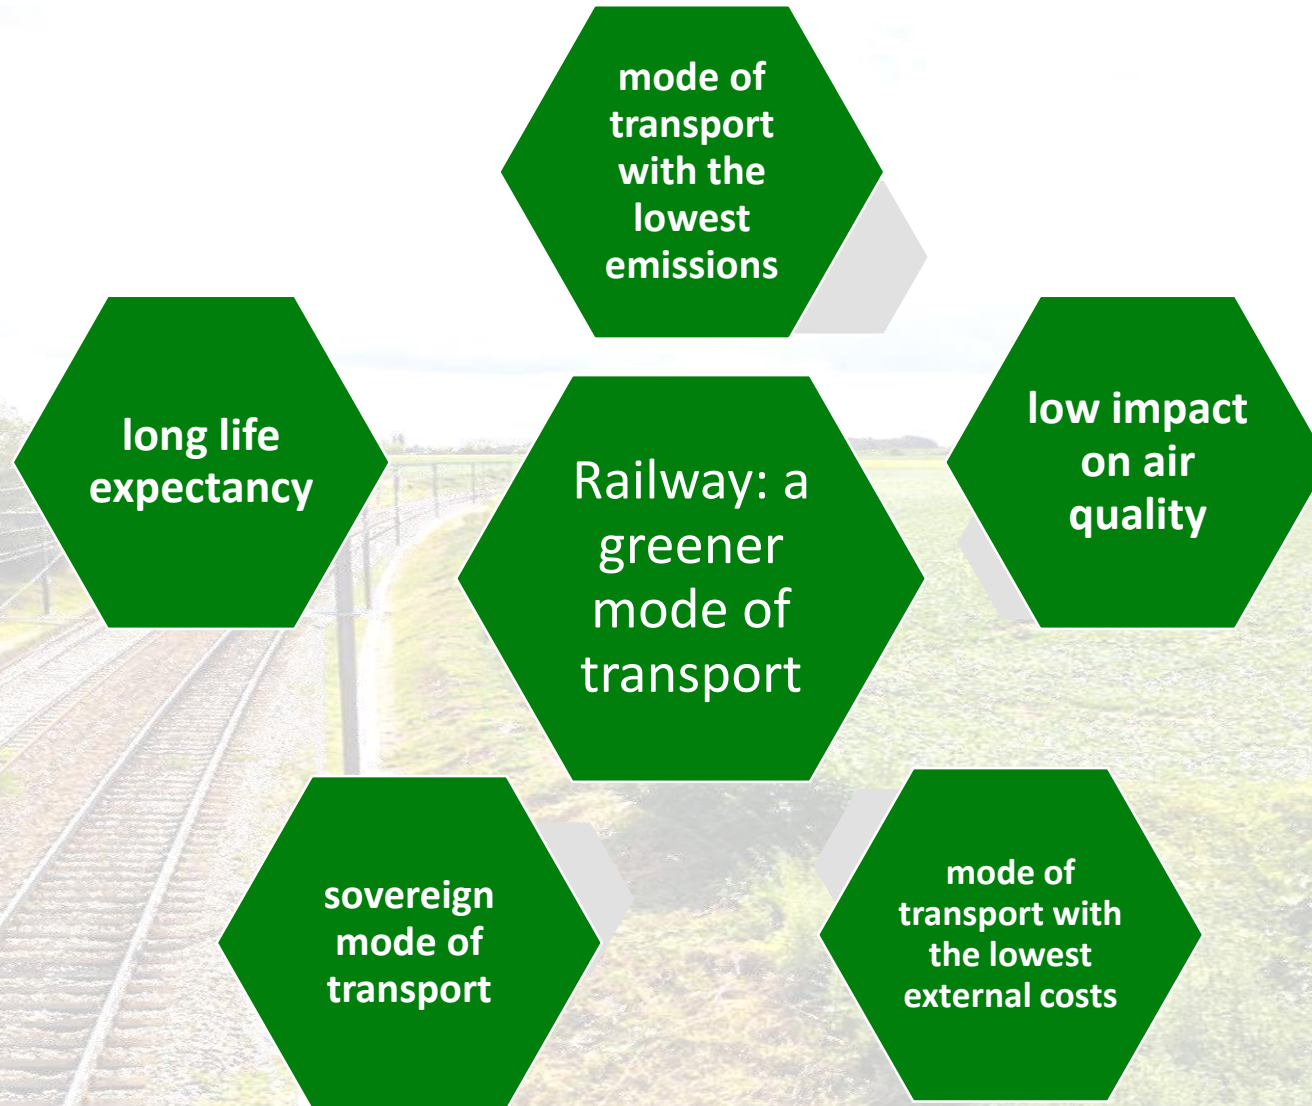 mode of
transport
with the
lowest
emissions
long life
expectancy
low impact
on air
quality
Railway: a
greener
mode of
transport
sovereign
mode of
transport
mode of
transport with
the lowest
external costs